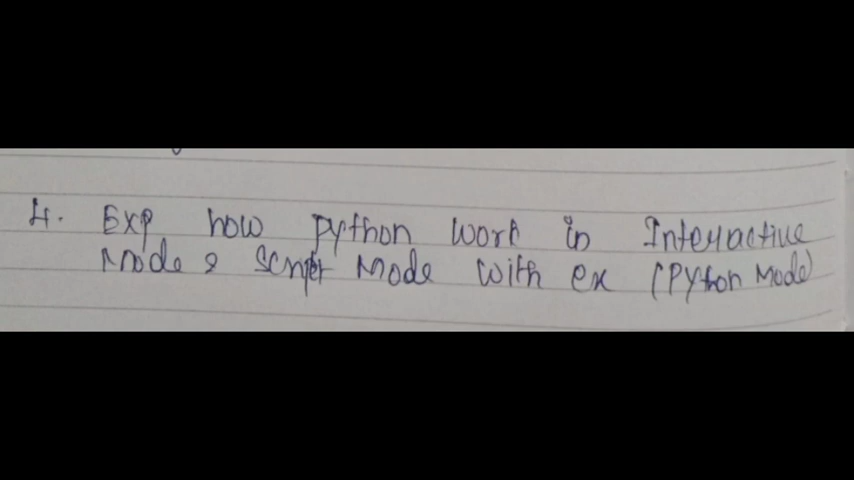 4. Exp how python work in Interactive
Mode & Script Mode with ex (Python Mode)